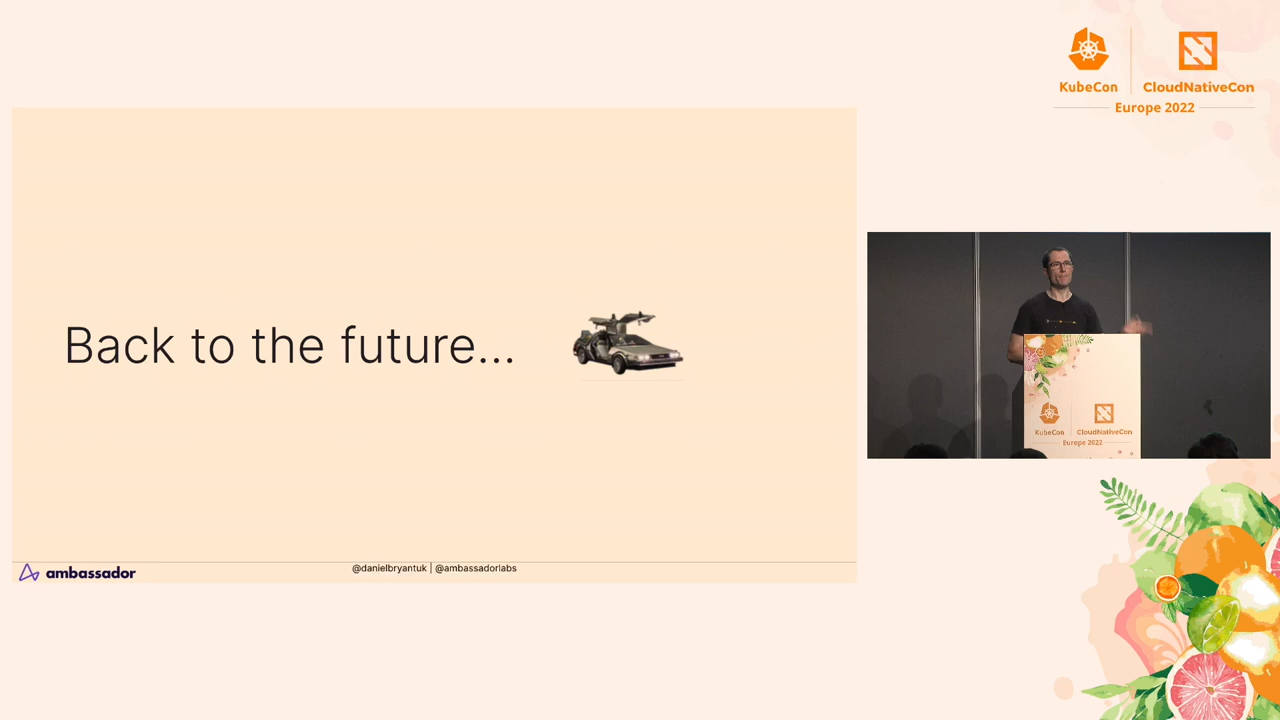 KubeCon
CloudNativeCon
Europe 2022
Back to the future...
KubeCon
CloudNativeCon
Europe 2022
ambassador
@danielbryantuk | @ambassadorlabs